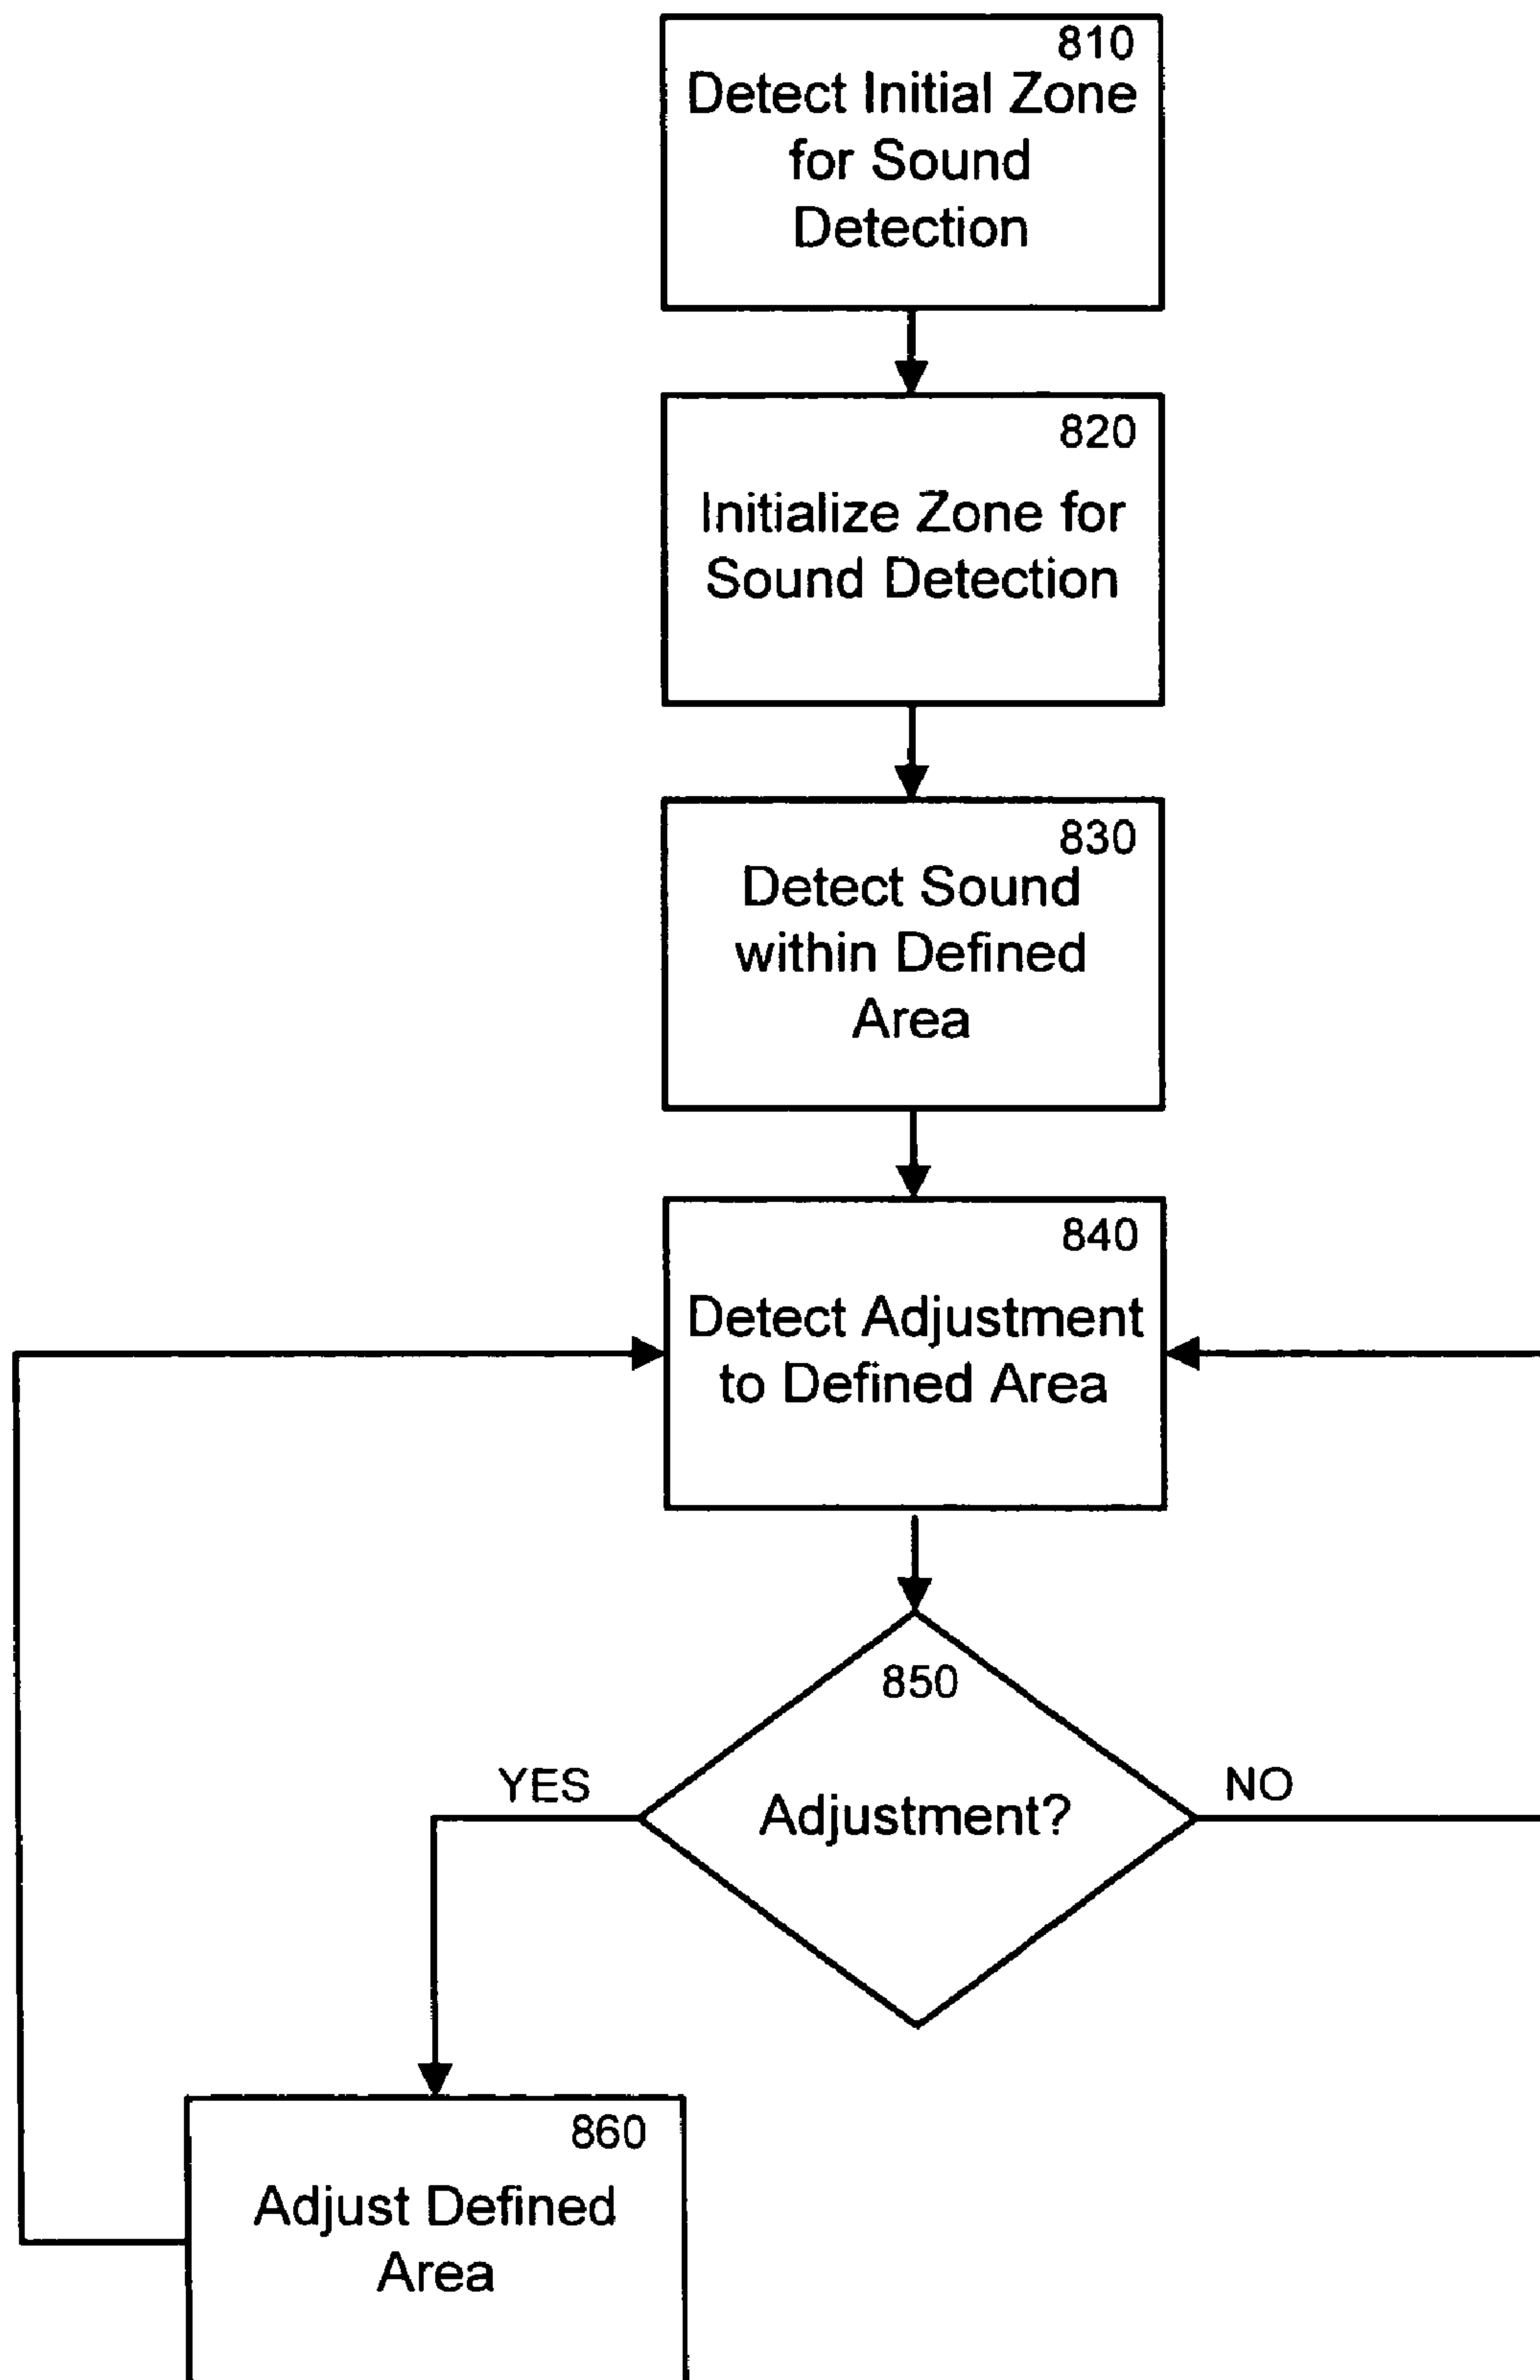 810
Detect Initial Zone
for Sound
Detection
820
Initialize Zone for
Sound Detection
830
Detect Sound
within Defined
Area
840
Detect Adjustment
to Defined Area
850
YES
Adjustment?
NO
860
Adjust Defined
Area